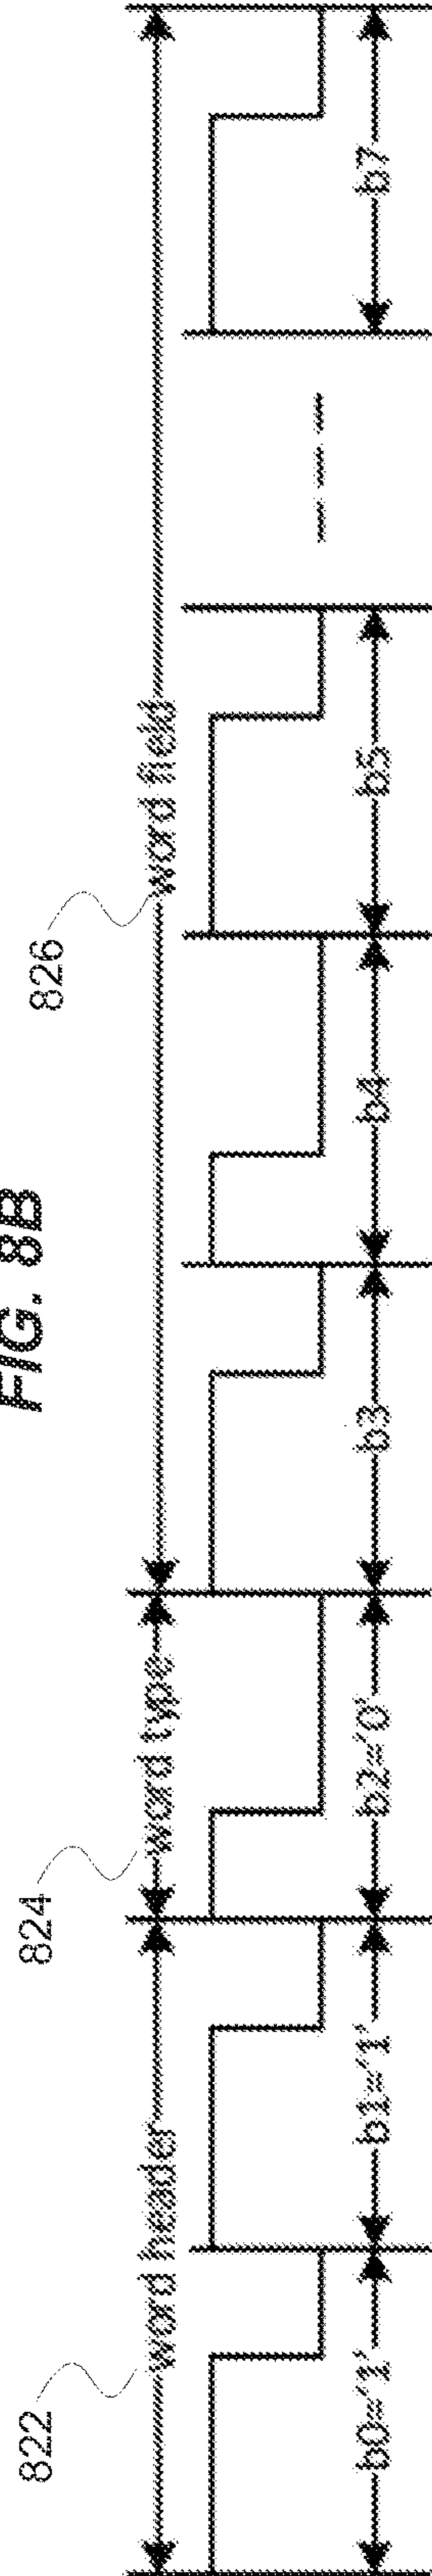 FIG. 8B
822
824
826
word header
word type
word field
b0='1'
b1='1'
b2='0'
b3
b4
b5
b7